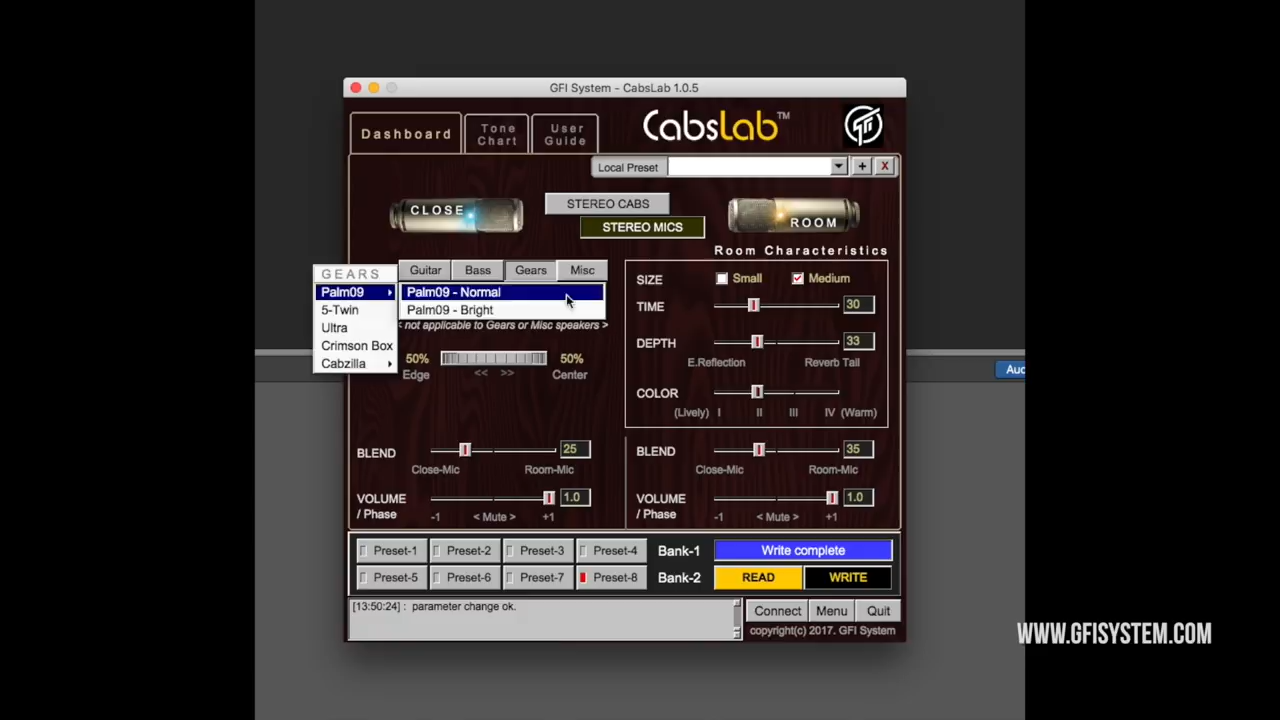 GFI System - CabsLab 1.0.5
Dashboard
Tone Chart
User Guide
CabsLab™
Local Preset
+
X
CLOSE
STEREO CABS
STEREO MICS
ROOM
Room Characteristics
GEARS
Palm09
5-Twin
Ultra
Crimson Box
Cabzilla
Guitar
Bass
Gears
Misc
Palm09 - Normal
Palm09 - Bright
< not applicable to Gears or Misc speakers >
50%
Edge
<< >>
50%
Center
SIZE
Small
Medium
TIME
30
DEPTH
33
E.Reflection
Reverb Tail
COLOR
(Lively) I II III IV (Warm)
BLEND
25
Close-Mic
Room-Mic
VOLUME
/ Phase
1.0
-1 < Mute > +1
BLEND
35
Close-Mic
Room-Mic
VOLUME
/ Phase
1.0
-1 < Mute > +1
Preset-1
Preset-2
Preset-3
Preset-4
Bank-1
Write complete
Preset-5
Preset-6
Preset-7
Preset-8
Bank-2
READ
WRITE
[13:50:24] : parameter change ok.
Connect
Menu
Quit
copyright(c) 2017. GFI System
Auc
WWW.GFISYSTEM.COM